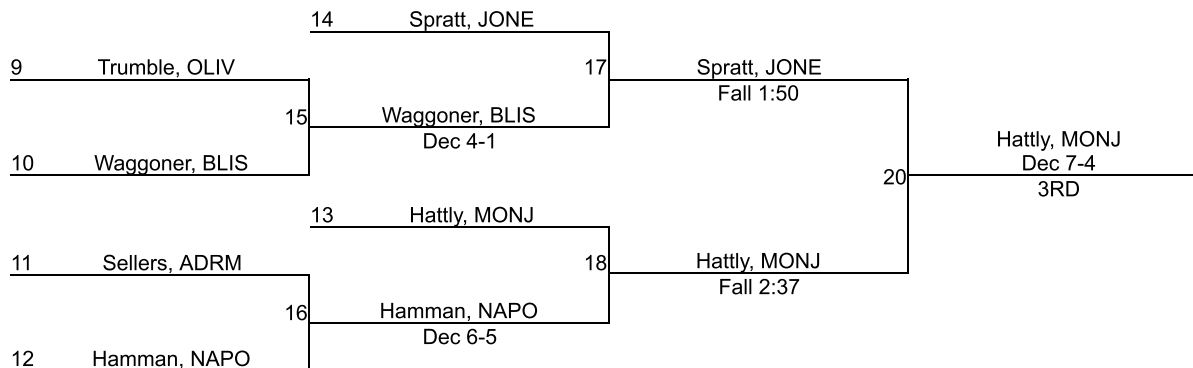 14 Spratt, JONE
9 Trumble, OLIV
17 Spratt, JONE
Fall 1:50
15 Waggoner, BLIS
Dec 4-1
10 Waggoner, BLIS
Hattly, MONJ
20 Dec 7-4
3RD
13 Hattly, MONJ
11 Sellers, ADRM
18 Hattly, MONJ
Fall 2:37
16 Hamman, NAPO
Dec 6-5
12 Hamman, NAPO